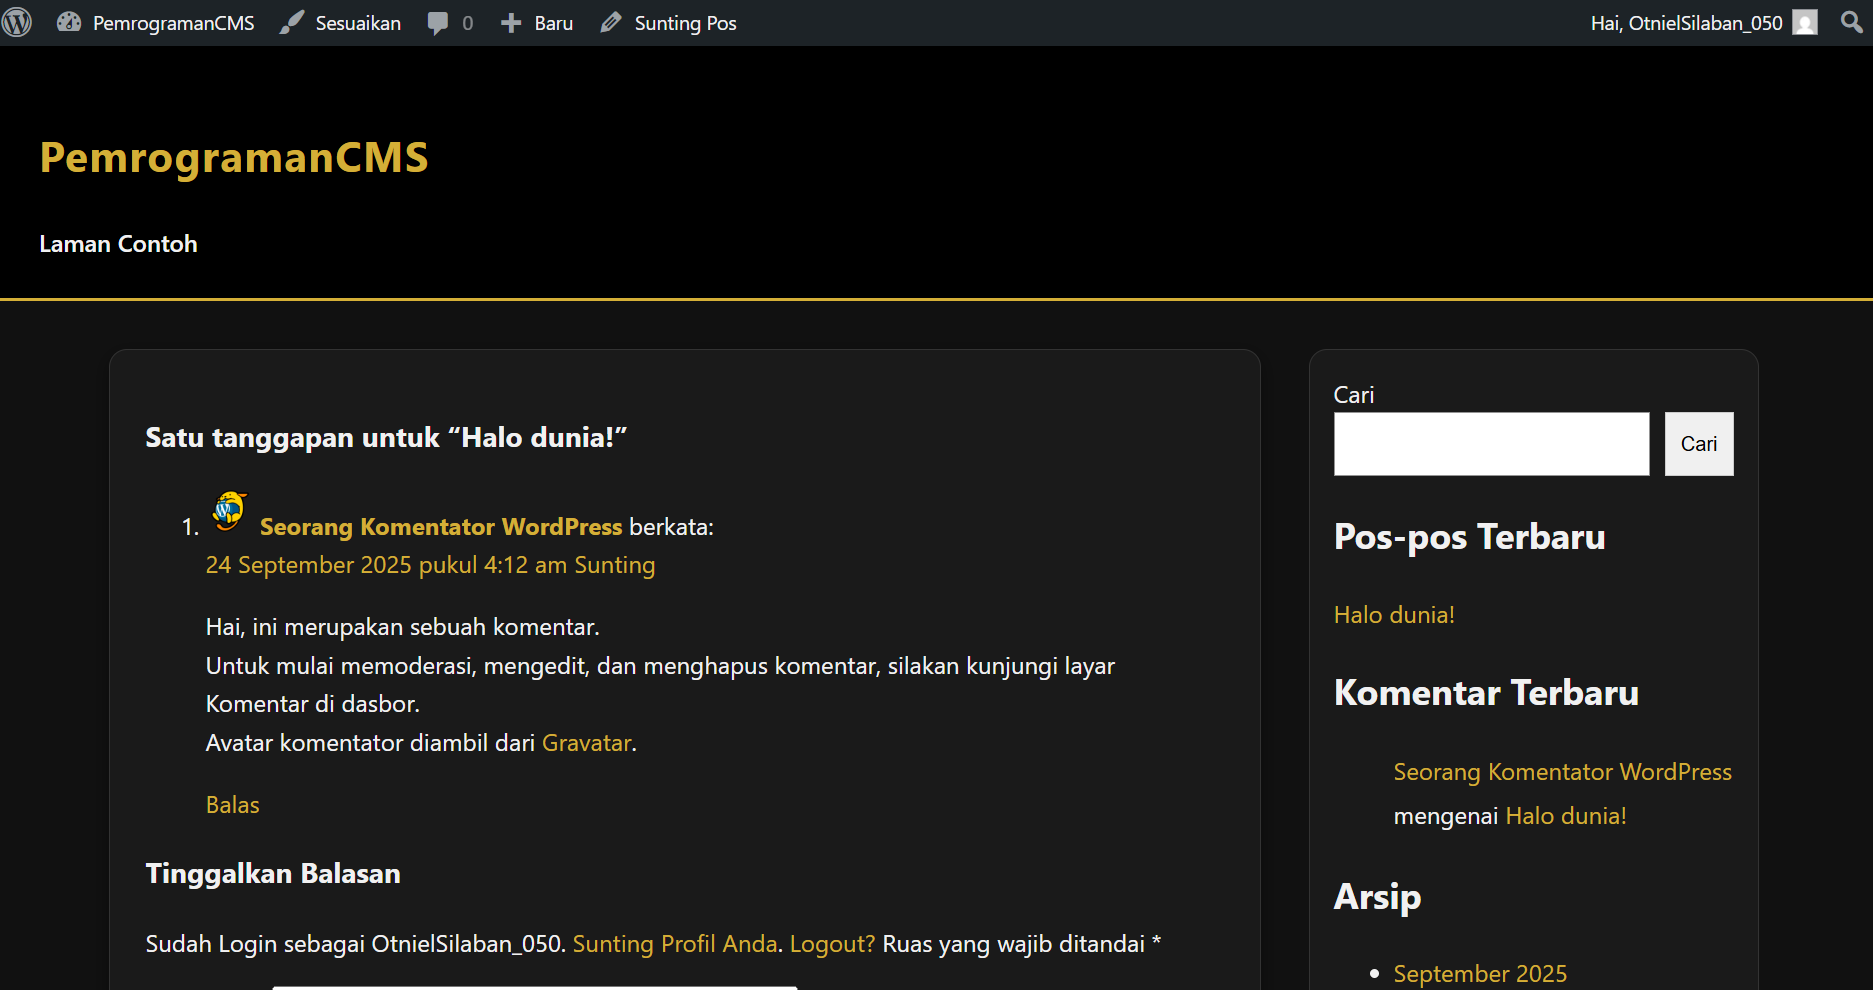 PemrogramanCMS Sesuaikan 0 Baru Sunting Pos Hai, OtnielSilaban_050
PemrogramanCMS
Laman Contoh
Satu tanggapan untuk “Halo dunia!”
1. Seorang Komentator WordPress berkata:
24 September 2025 pukul 4:12 am Sunting
Hai, ini merupakan sebuah komentar.
Untuk mulai memoderasi, mengedit, dan menghapus komentar, silakan kunjungi layar
Komentar di dasbor.
Avatar komentator diambil dari Gravatar.
Balas
Tinggalkan Balasan
Sudah Login sebagai OtnielSilaban_050. Sunting Profil Anda. Logout? Ruas yang wajib ditandai *
Cari
Cari
Pos-pos Terbaru
Halo dunia!
Komentar Terbaru
Seorang Komentator WordPress
mengenai Halo dunia!
Arsip
• September 2025